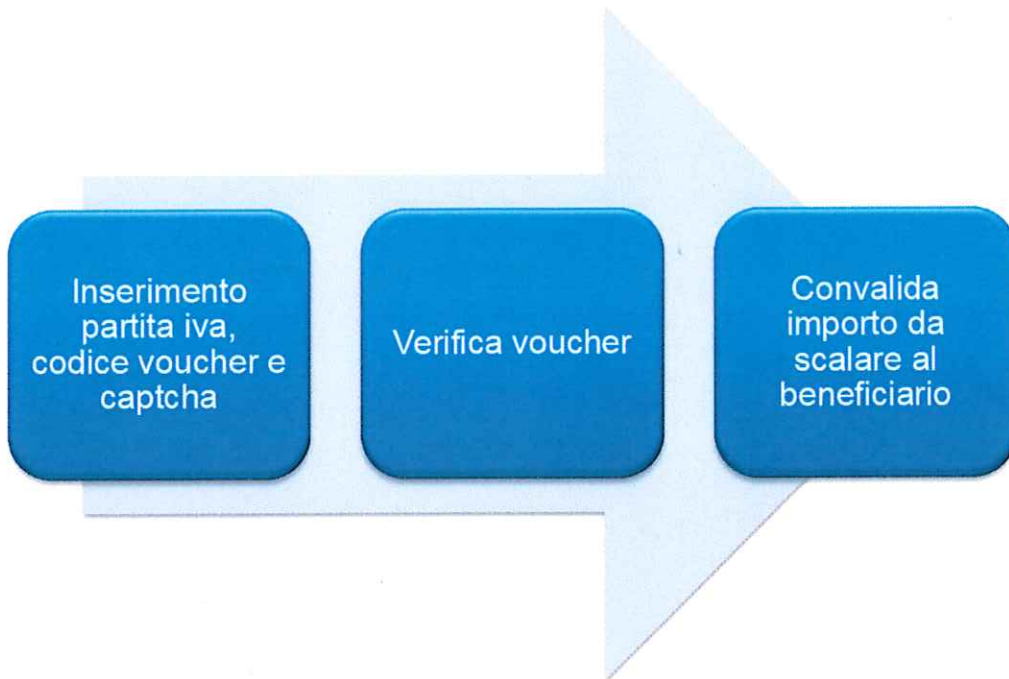 Inserimento
partita iva,
codice voucher e
captcha
Verifica voucher
Convalida
importo da
scalare al
beneficiario